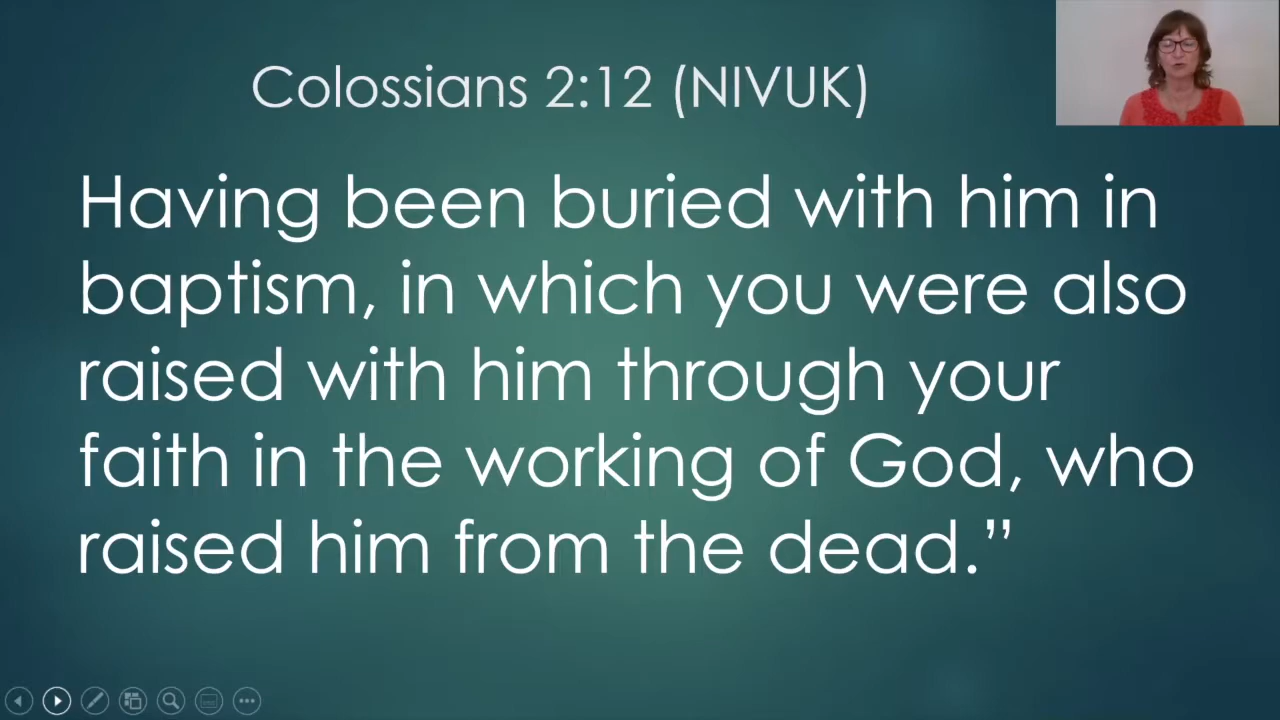 Colossians 2:12 (NIVUK)
Having been buried with him in
baptism, in which you were also
raised with him through your
faith in the working of God, who
raised him from the dead.”